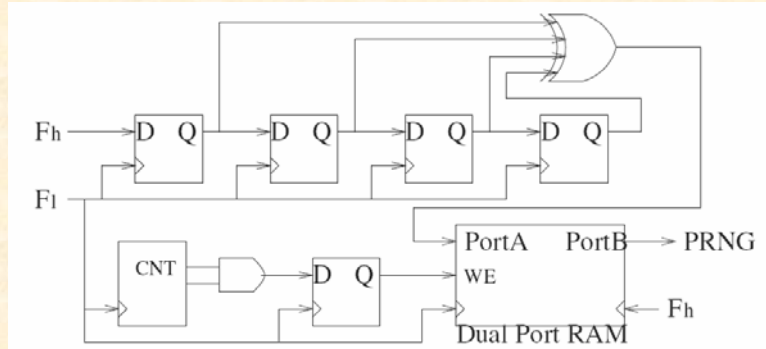 Fh D Q D Q D Q D Q
Fl
PortA PortB PRNG
CNT D Q WE
Fh
Dual Port RAM